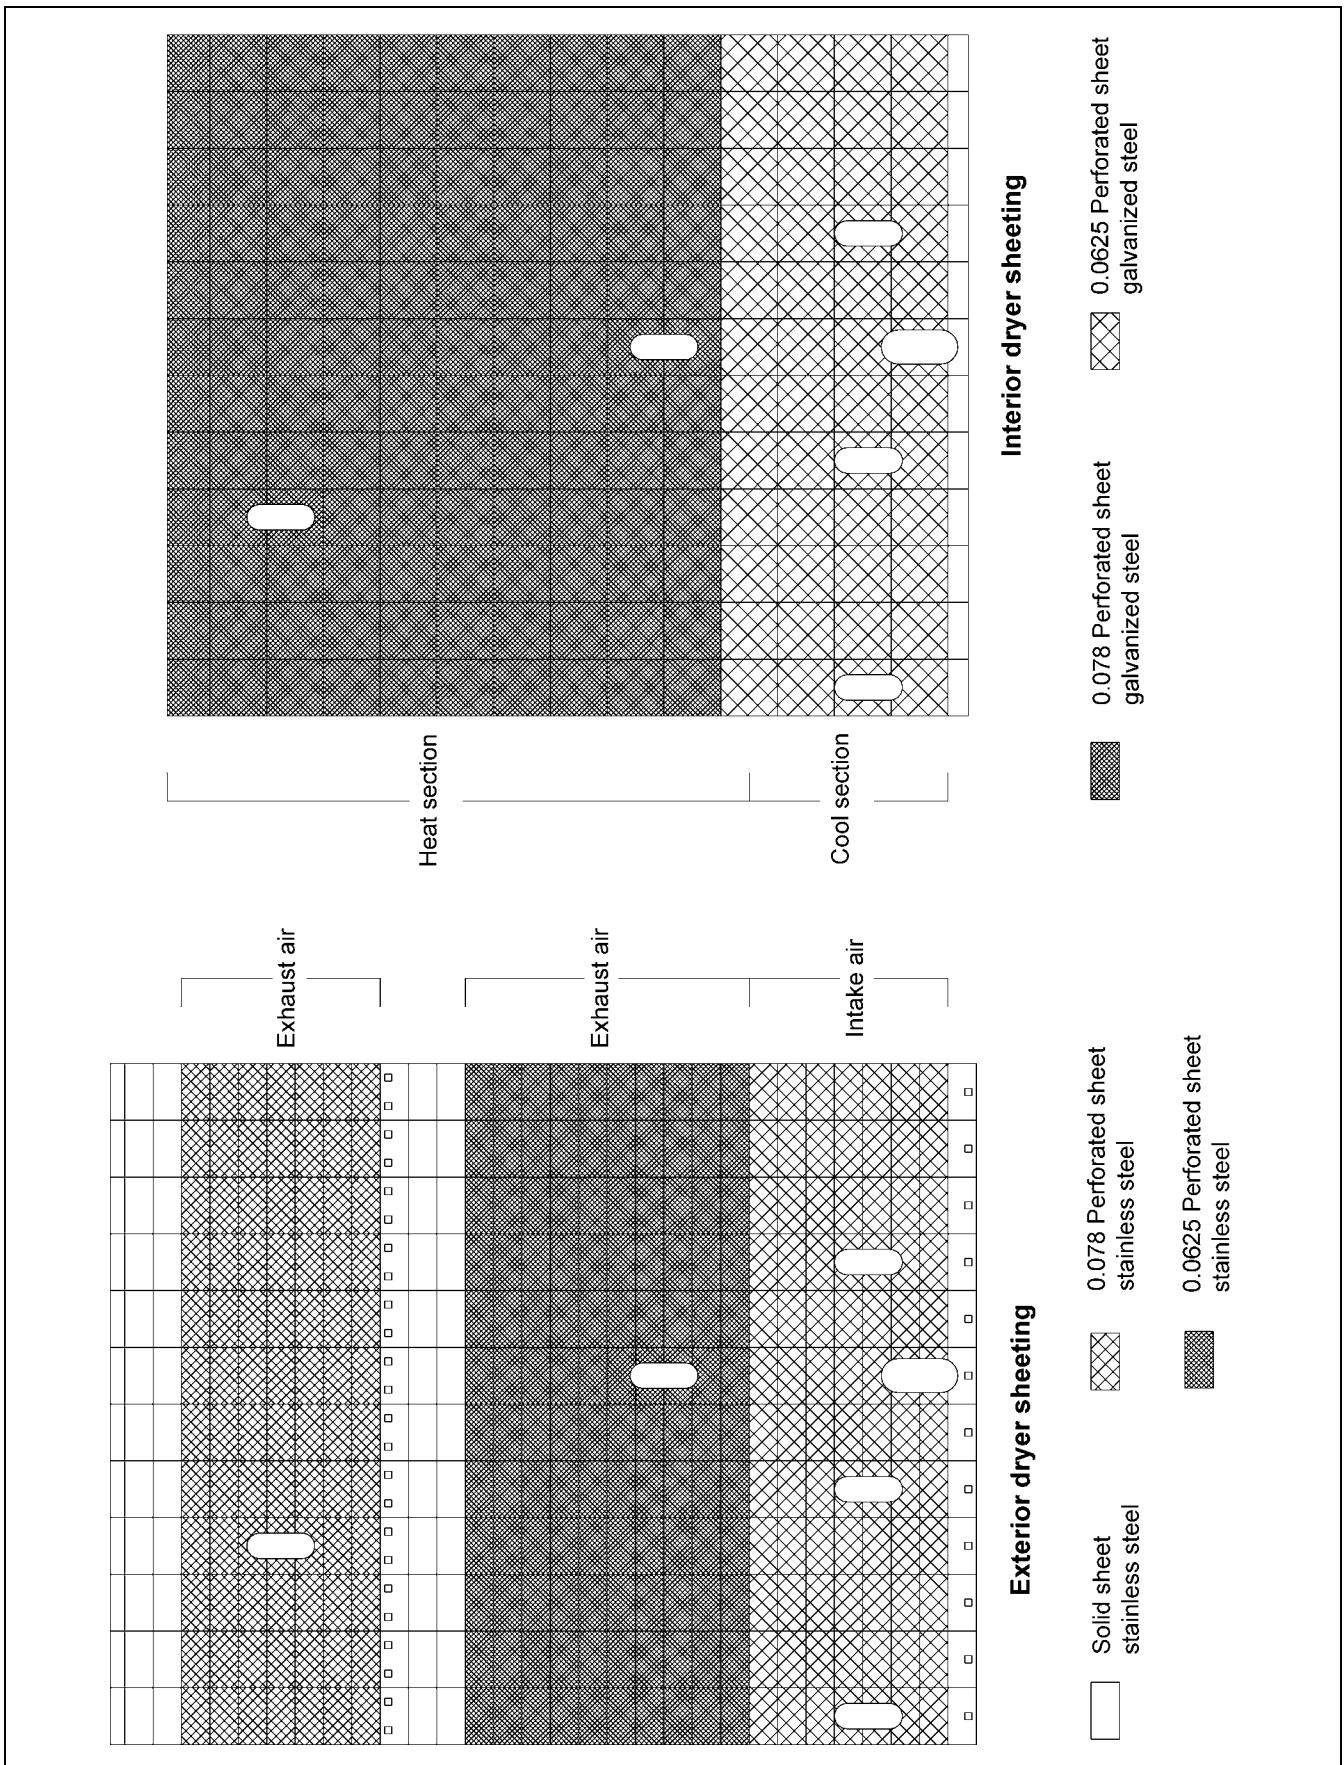 Exhaust air
Exhaust air
Intake air
Exterior dryer sheeting
Solid sheet
stainless steel
0.078 Perforated sheet
stainless steel
0.0625 Perforated sheet
stainless steel
Heat section
Cool section
Interior dryer sheeting
0.078 Perforated sheet
galvanized steel
0.0625 Perforated sheet
galvanized steel